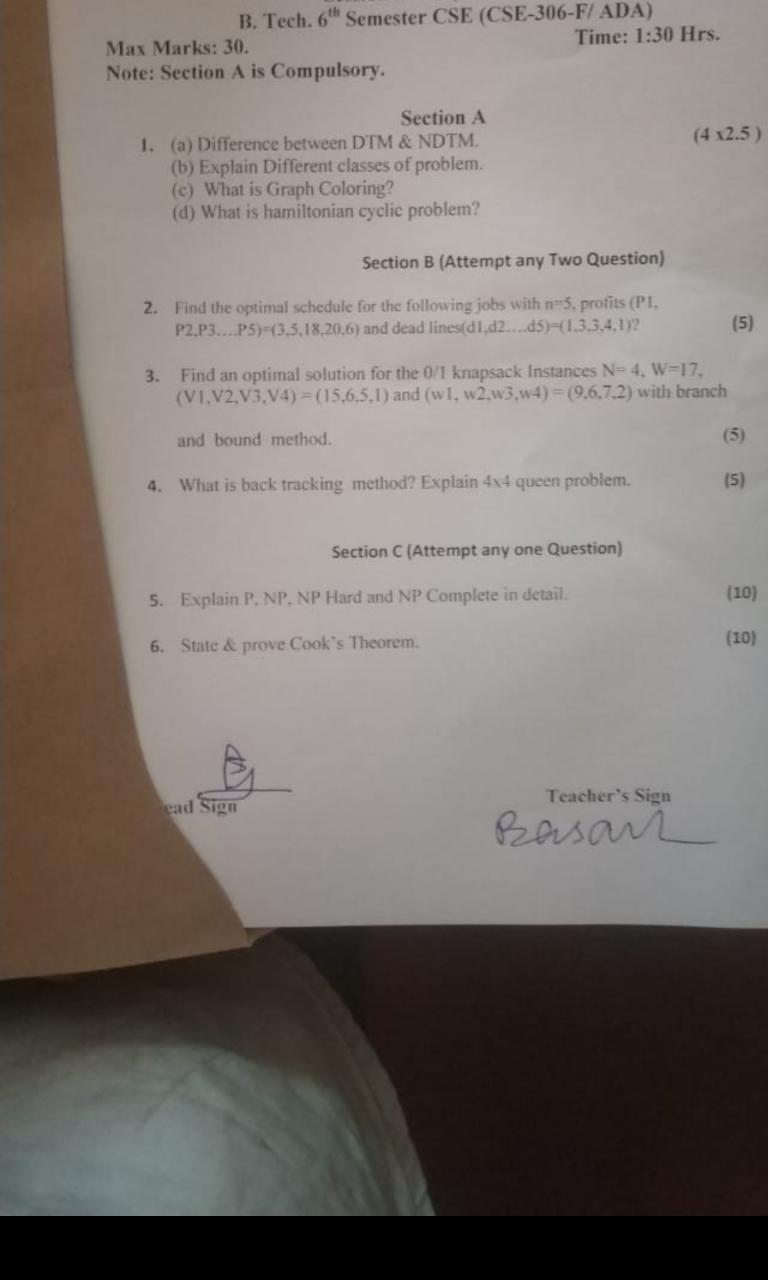 B. Tech. 6th Semester CSE (CSE-306-F/ ADA)
Max Marks: 30. Time: 1:30 Hrs.
Note: Section A is Compulsory.
Section A
1. (a) Difference between DTM & NDTM. (4 x2.5 )
(b) Explain Different classes of problem.
(c) What is Graph Coloring?
(d) What is hamiltonian cyclic problem?
Section B (Attempt any Two Question)
2. Find the optimal schedule for the following jobs with n=5, profits (P1,
P2,P3....P5)=(3,5,18,20,6) and dead lines(d1,d2....d5)=(1,3,3,4,1)? (5)
3. Find an optimal solution for the 0/1 knapsack Instances N= 4, W=17,
(V1,V2,V3,V4) = (15,6,5,1) and (w1, w2,w3,w4) = (9,6,7,2) with branch
and bound method. (5)
4. What is back tracking method? Explain 4x4 queen problem. (5)
Section C (Attempt any one Question)
5. Explain P, NP, NP Hard and NP Complete in detail. (10)
6. State & prove Cook's Theorem. (10)
ead Sign
Teacher's Sign